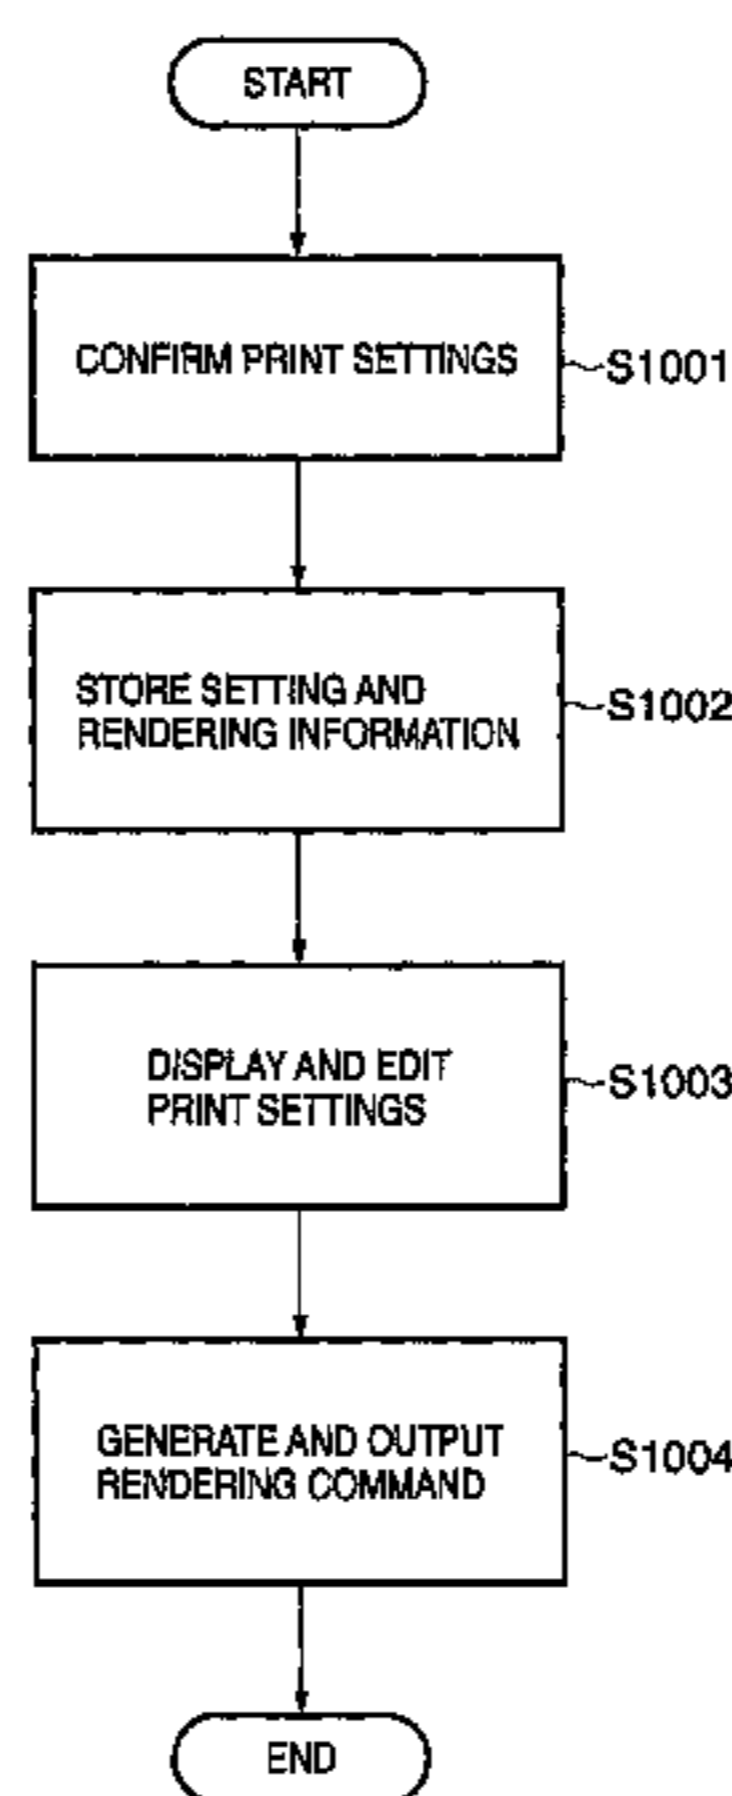 START
CONFIRM PRINT SETTINGS
S1001
STORE SETTING AND
RENDERING INFORMATION
S1002
DISPLAY AND EDIT
PRINT SETTINGS
S1003
GENERATE AND OUTPUT
RENDERING COMMAND
S1004
END